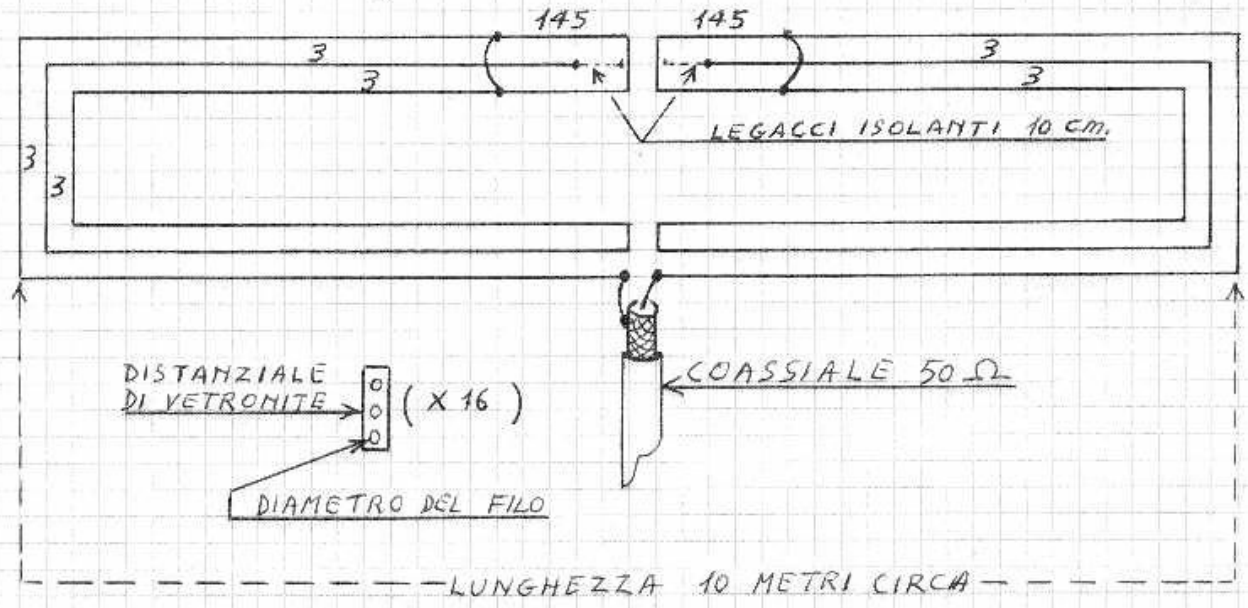 145 145
3 3
3 3
LEGACCI ISOLANTI 10 cm.
3
3
DISTANZIALE
DI VETRONITE
( X 16 )
COASSIALE 50 Ω
DIAMETRO DEL FILO
LUNGHEZZA 10 METRI CIRCA